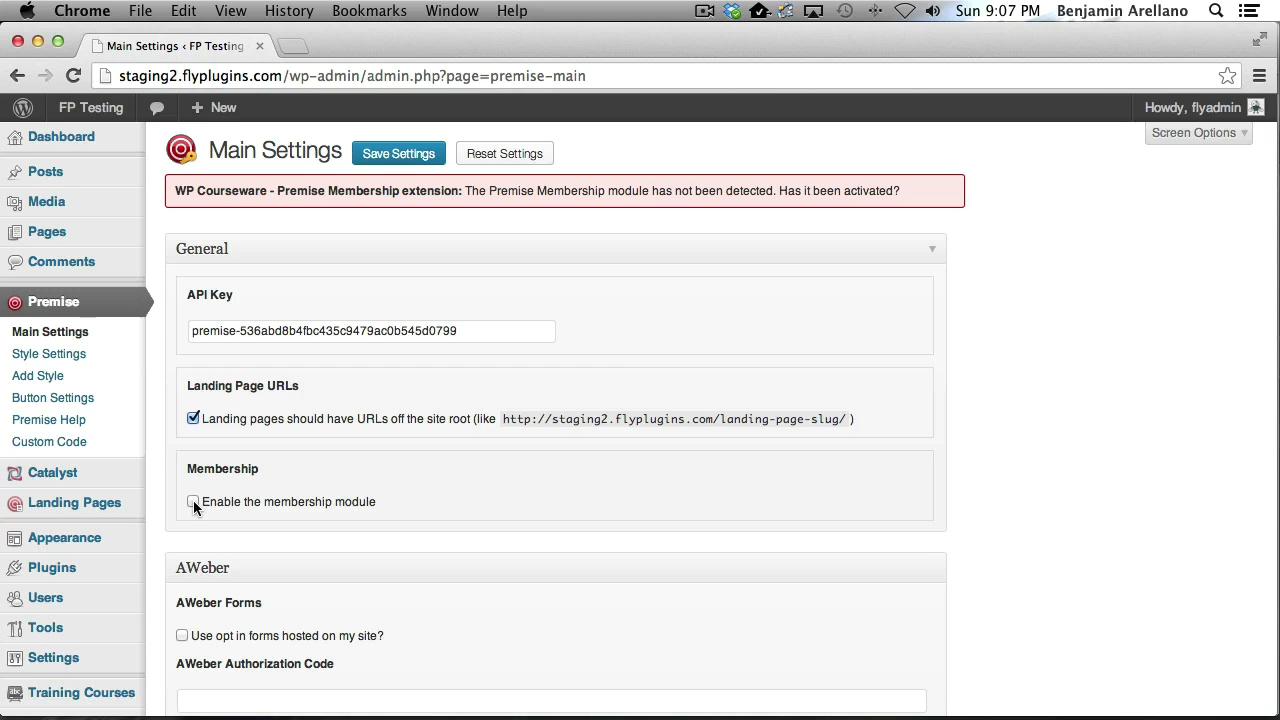 Chrome File Edit View History Bookmarks Window Help Sun 9:07 PM Benjamin Arellano
Main Settings ‹ FP Testing
staging2.flyplugins.com/wp-admin/admin.php?page=premise-main
FP Testing + New Howdy, flyadmin
Screen Options
Dashboard
Posts
Media
Pages
Comments
Premise
Main Settings
Style Settings
Add Style
Button Settings
Premise Help
Custom Code
Catalyst
Landing Pages
Appearance
Plugins
Users
Tools
Settings
Training Courses
Main Settings Save Settings Reset Settings
WP Courseware - Premise Membership extension: The Premise Membership module has not been detected. Has it been activated?
General
API Key
premise-536abd8b4fbc435c9479ac0b545d0799
Landing Page URLs
Landing pages should have URLs off the site root (like http://staging2.flyplugins.com/landing-page-slug/ )
Membership
Enable the membership module
AWeber
AWeber Forms
Use opt in forms hosted on my site?
AWeber Authorization Code